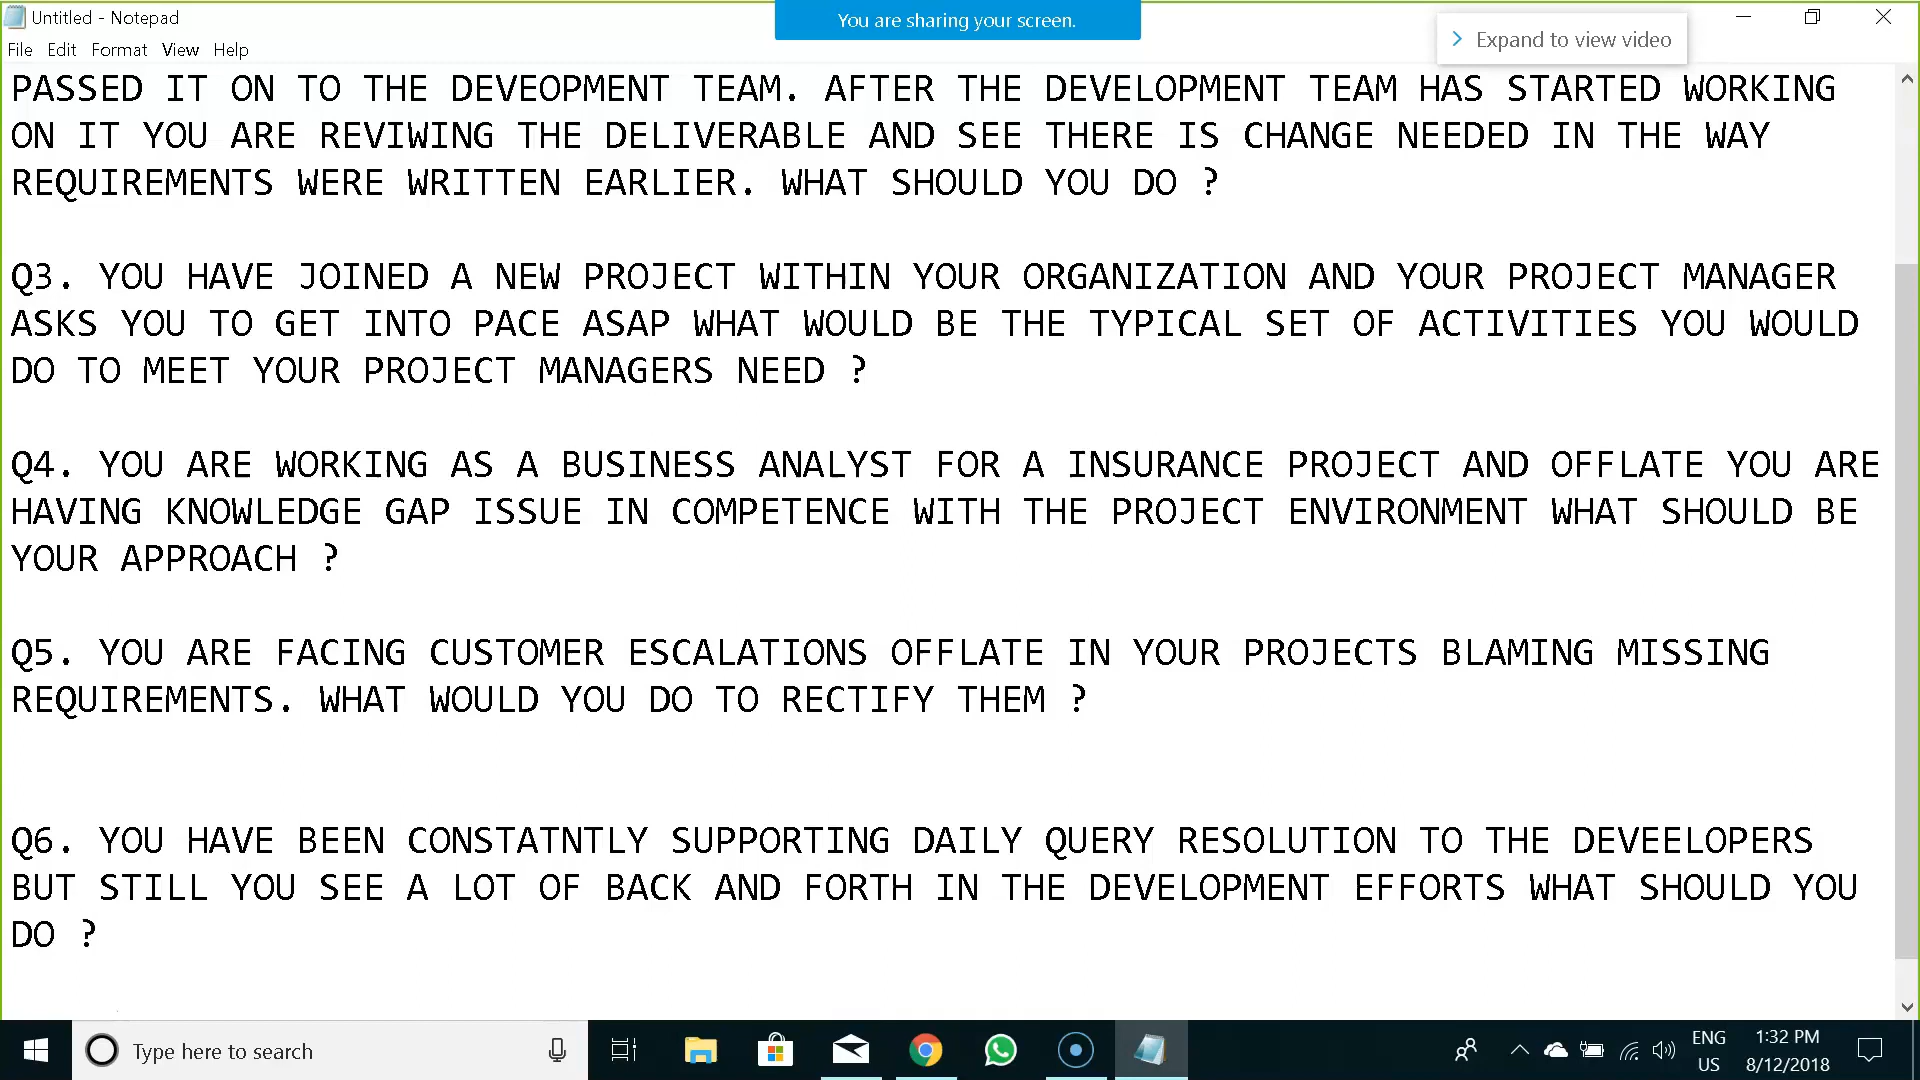 Untitled - Notepad
You are sharing your screen.
Expand to view video
File Edit Format View Help
PASSED IT ON TO THE DEVEOPMENT TEAM. AFTER THE DEVELOPMENT TEAM HAS STARTED WORKING
ON IT YOU ARE REVIWING THE DELIVERABLE AND SEE THERE IS CHANGE NEEDED IN THE WAY
REQUIREMENTS WERE WRITTEN EARLIER. WHAT SHOULD YOU DO ?
Q3. YOU HAVE JOINED A NEW PROJECT WITHIN YOUR ORGANIZATION AND YOUR PROJECT MANAGER
ASKS YOU TO GET INTO PACE ASAP WHAT WOULD BE THE TYPICAL SET OF ACTIVITIES YOU WOULD
DO TO MEET YOUR PROJECT MANAGERS NEED ?
Q4. YOU ARE WORKING AS A BUSINESS ANALYST FOR A INSURANCE PROJECT AND OFFLATE YOU ARE
HAVING KNOWLEDGE GAP ISSUE IN COMPETENCE WITH THE PROJECT ENVIRONMENT WHAT SHOULD BE
YOUR APPROACH ?
Q5. YOU ARE FACING CUSTOMER ESCALATIONS OFFLATE IN YOUR PROJECTS BLAMING MISSING
REQUIREMENTS. WHAT WOULD YOU DO TO RECTIFY THEM ?
Q6. YOU HAVE BEEN CONSTATNTLY SUPPORTING DAILY QUERY RESOLUTION TO THE DEVEELOPERS
BUT STILL YOU SEE A LOT OF BACK AND FORTH IN THE DEVELOPMENT EFFORTS WHAT SHOULD YOU
DO ?
Type here to search
ENG
US
1:32 PM
8/12/2018